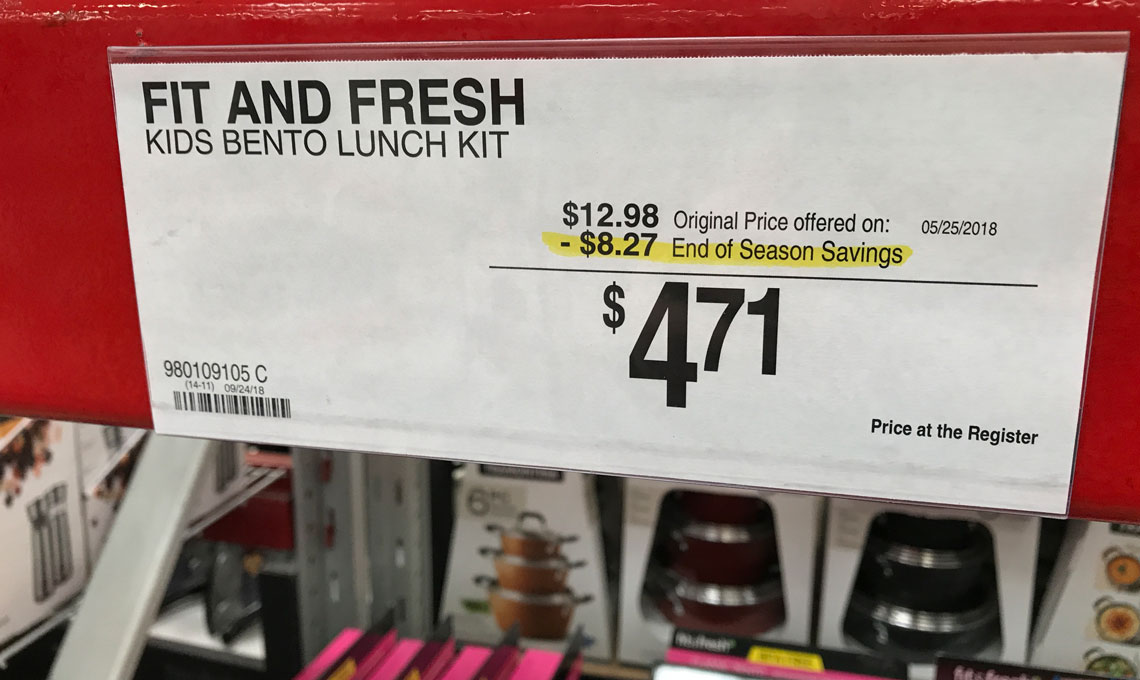 FIT AND FRESH
KIDS BENTO LUNCH KIT
$12.98 Original Price offered on: 05/25/2018
- $8.27 End of Season Savings
$471
980109105 C
(14-11) 09/24/18
Price at the Register
6